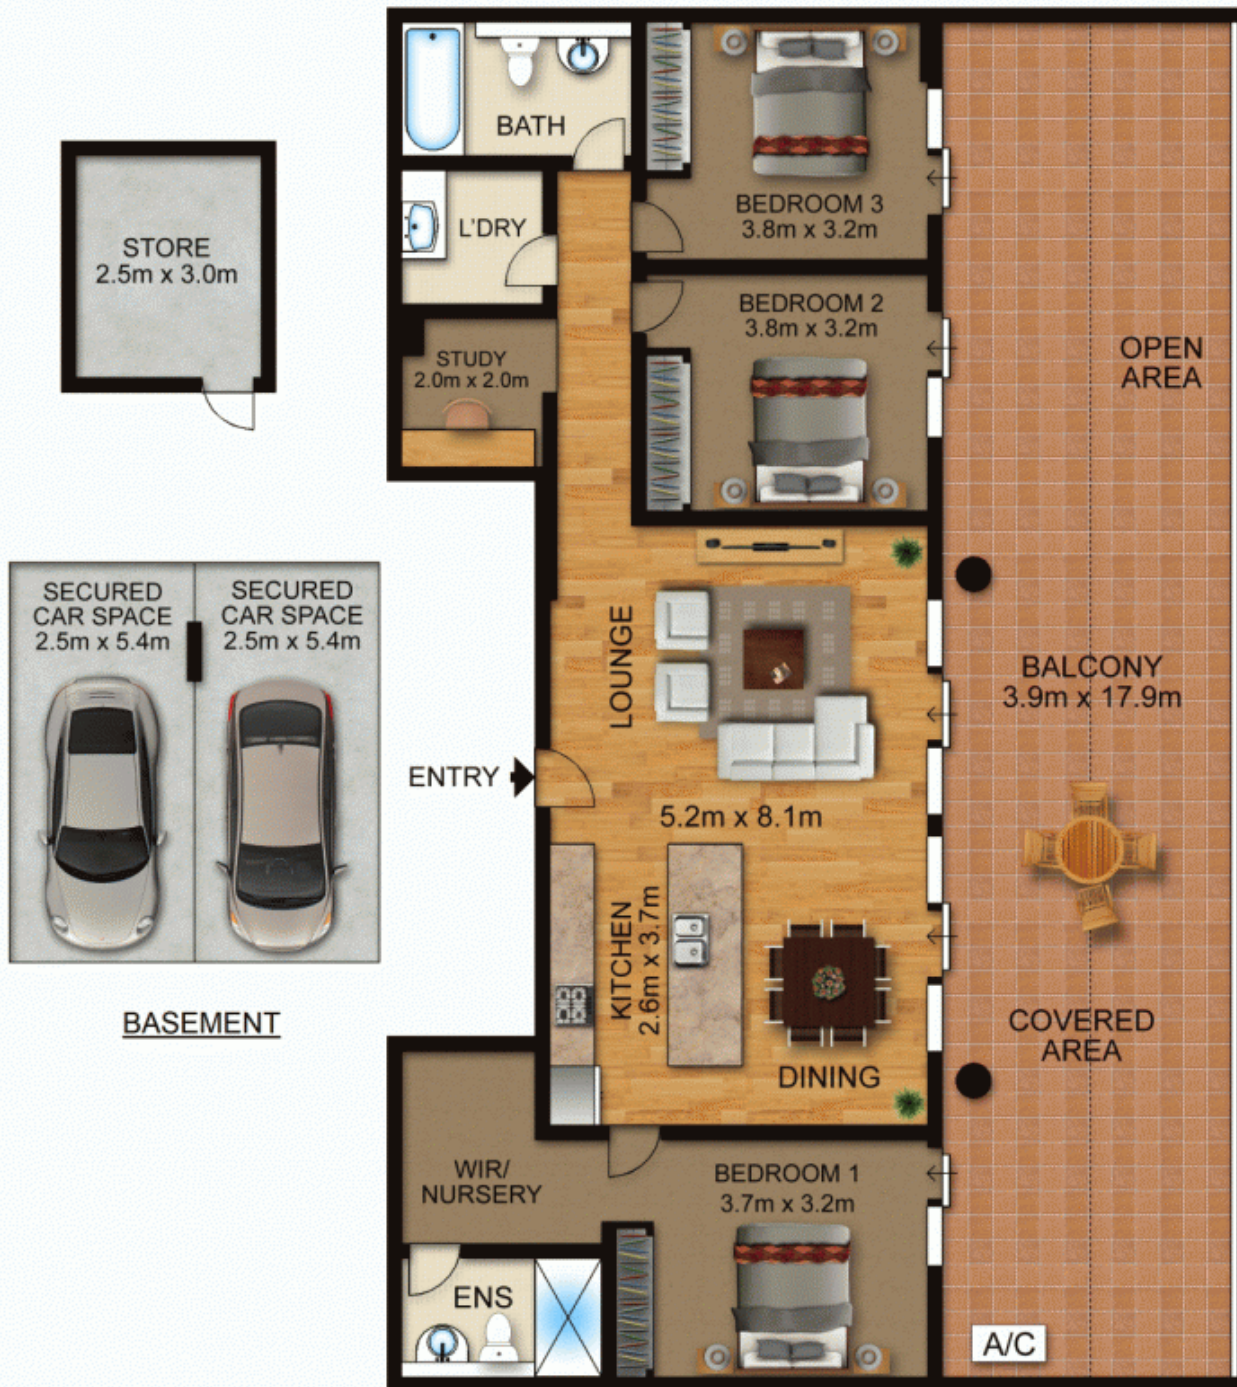 BATH
BEDROOM 3
3.8m x 3.2m
L'DRY
STORE
2.5m x 3.0m
BEDROOM 2
3.8m x 3.2m
STUDY
2.0m x 2.0m
OPEN
AREA
SECURED
CAR SPACE
2.5m x 5.4m
SECURED
CAR SPACE
2.5m x 5.4m
LOUNGE
BALCONY
3.9m x 17.9m
ENTRY
5.2m x 8.1m
KITCHEN
2.6m x 3.7m
BASEMENT
COVERED
AREA
DINING
WIR/
NURSERY
BEDROOM 1
3.7m x 3.2m
ENS
A/C